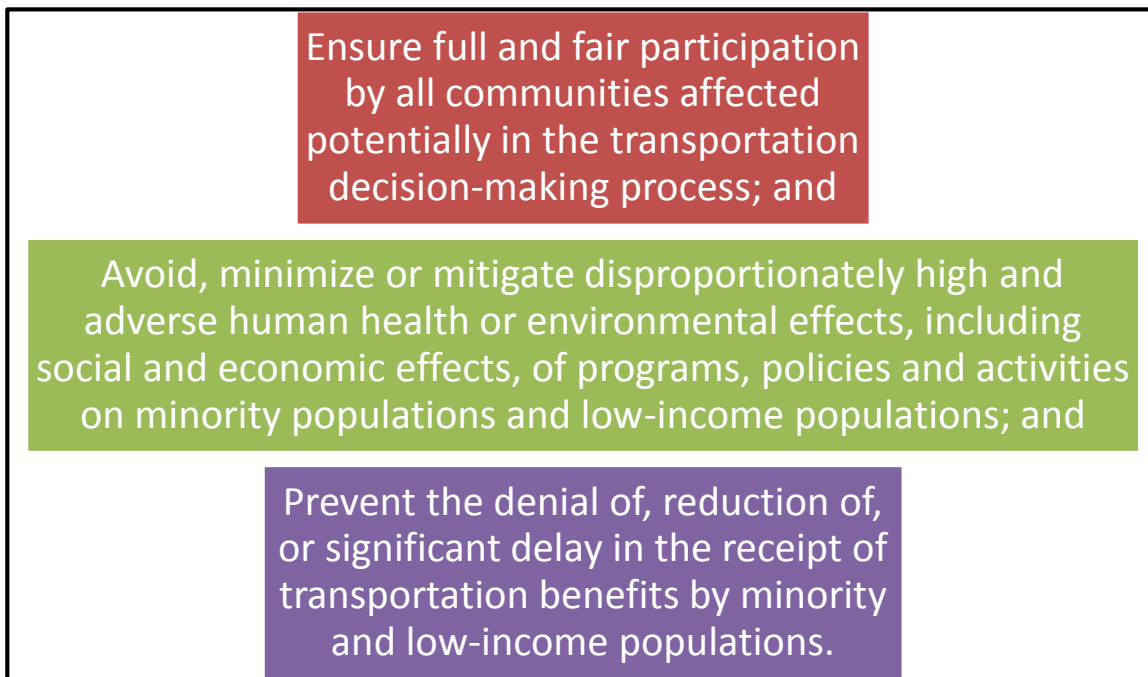 Ensure full and fair participation
by all communities affected
potentially in the transportation
decision-making process; and
Avoid, minimize or mitigate disproportionately high and
adverse human health or environmental effects, including
social and economic effects, of programs, policies and activities
on minority populations and low-income populations; and
Prevent the denial of, reduction of,
or significant delay in the receipt of
transportation benefits by minority
and low-income populations.